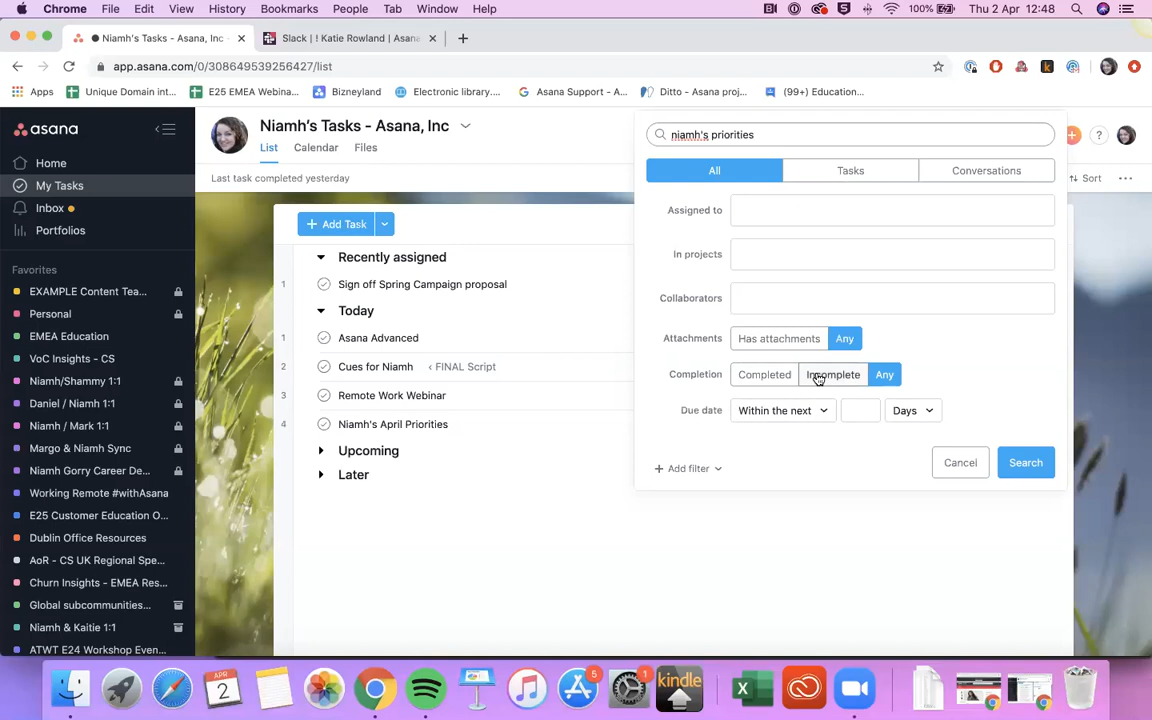 Chrome File Edit View History Bookmarks People Tab Window Help 100% Thu 2 Apr 12:48
Niamh's Tasks - Asana, Inc Slack | ! Katie Rowland | Asana
app.asana.com/0/308649539256427/list
Apps Unique Domain int... E25 EMEA Webina... Bizneyland Electronic library.... Asana Support - A... Ditto - Asana proj... (99+) Education...
asana
Home
My Tasks
Inbox
Portfolios
Favorites
EXAMPLE Content Tea...
Personal
EMEA Education
VoC Insights - CS
Niamh/Shammy 1:1
Daniel / Niamh 1:1
Niamh / Mark 1:1
Margo & Niamh Sync
Niamh Gorry Career De...
Working Remote #withAsana
E25 Customer Education O...
Dublin Office Resources
AoR - CS UK Regional Spe...
Churn Insights - EMEA Res...
Global subcommunities...
Niamh & Kaitie 1:1
ATWT E24 Workshop Even...
Niamh's Tasks - Asana, Inc
List Calendar Files
Last task completed yesterday
Sort
+ Add Task
Recently assigned
1 Sign off Spring Campaign proposal
Today
1 Asana Advanced
2 Cues for Niamh ‹ FINAL Script
3 Remote Work Webinar
4 Niamh's April Priorities
Upcoming
Later
niamh's priorities
All Tasks Conversations
Assigned to
In projects
Collaborators
Attachments Has attachments Any
Completion Completed Incomplete Any
Due date Within the next Days
+ Add filter
Cancel Search
APR
2
5
1
kindle